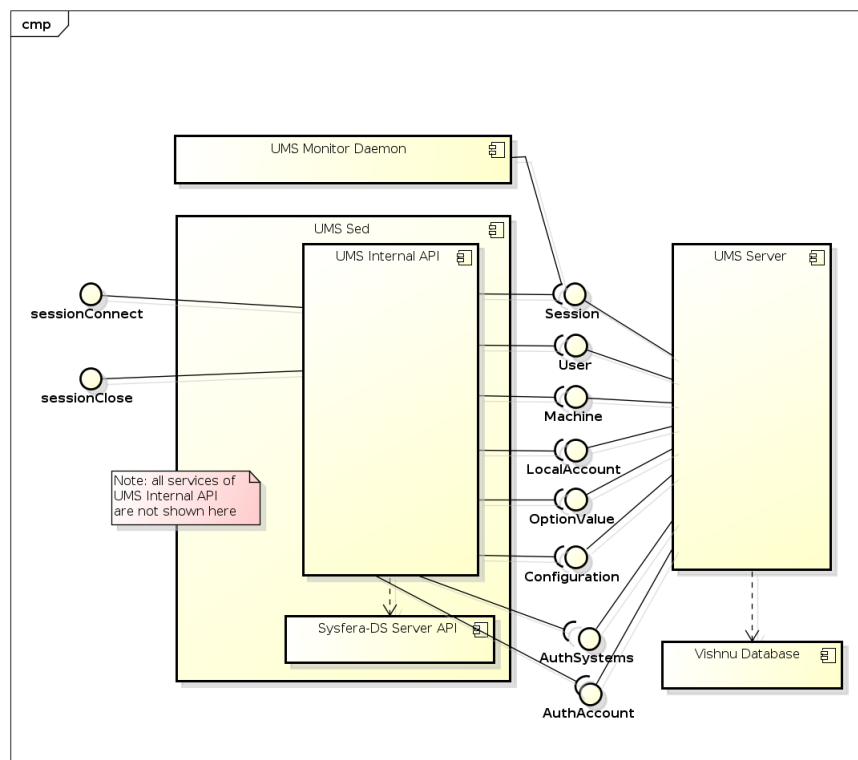 cmp
UMS Monitor Daemon
UMS Sed
UMS Internal API
UMS Server
sessionConnect
Session
User
sessionClose
Machine
LocalAccount
Note: all services of
UMS Internal API
are not shown here
OptionValue
Configuration
Sysfera-DS Server API
AuthSystems
Vishnu Database
AuthAccount